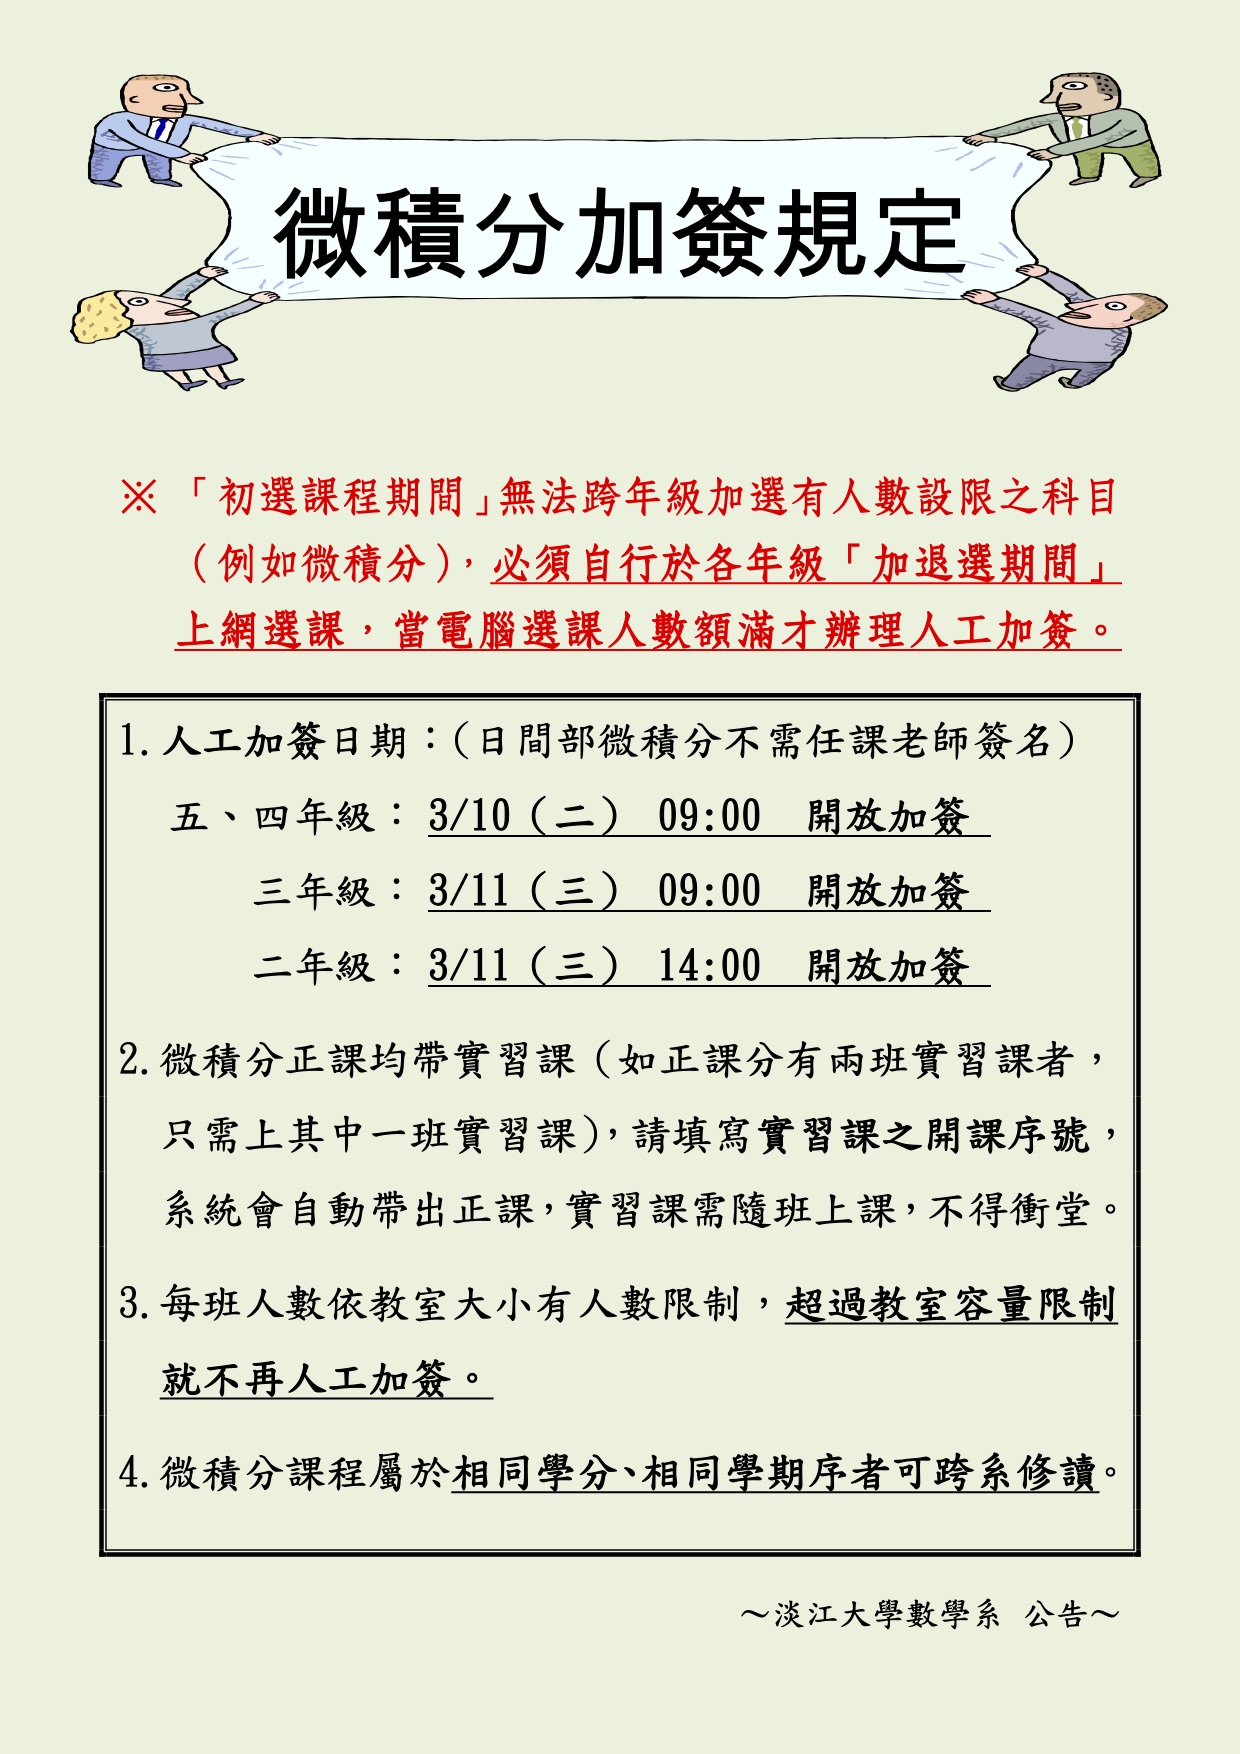 微積分加簽規定
※「初選課程期間」無法跨年級加選有人數設限之科目
（例如微積分），必須自行於各年級「加退選期間」
上網選課，當電腦選課人數額滿才辦理人工加簽。
1.人工加簽日期：（日間部微積分不需任課老師簽名）
五、四年級： 3/10（二） 09:00 開放加簽
三年級： 3/11（三） 09:00 開放加簽
二年級： 3/11（三） 14:00 開放加簽
2.微積分正課均帶實習課（如正課分有兩班實習課者，
只需上其中一班實習課），請填寫實習課之開課序號，
系統會自動帶出正課，實習課需隨班上課，不得衝堂。
3.每班人數依教室大小有人數限制，超過教室容量限制
就不再人工加簽。
4.微積分課程屬於相同學分、相同學期序者可跨系修讀。
～淡江大學數學系 公告～